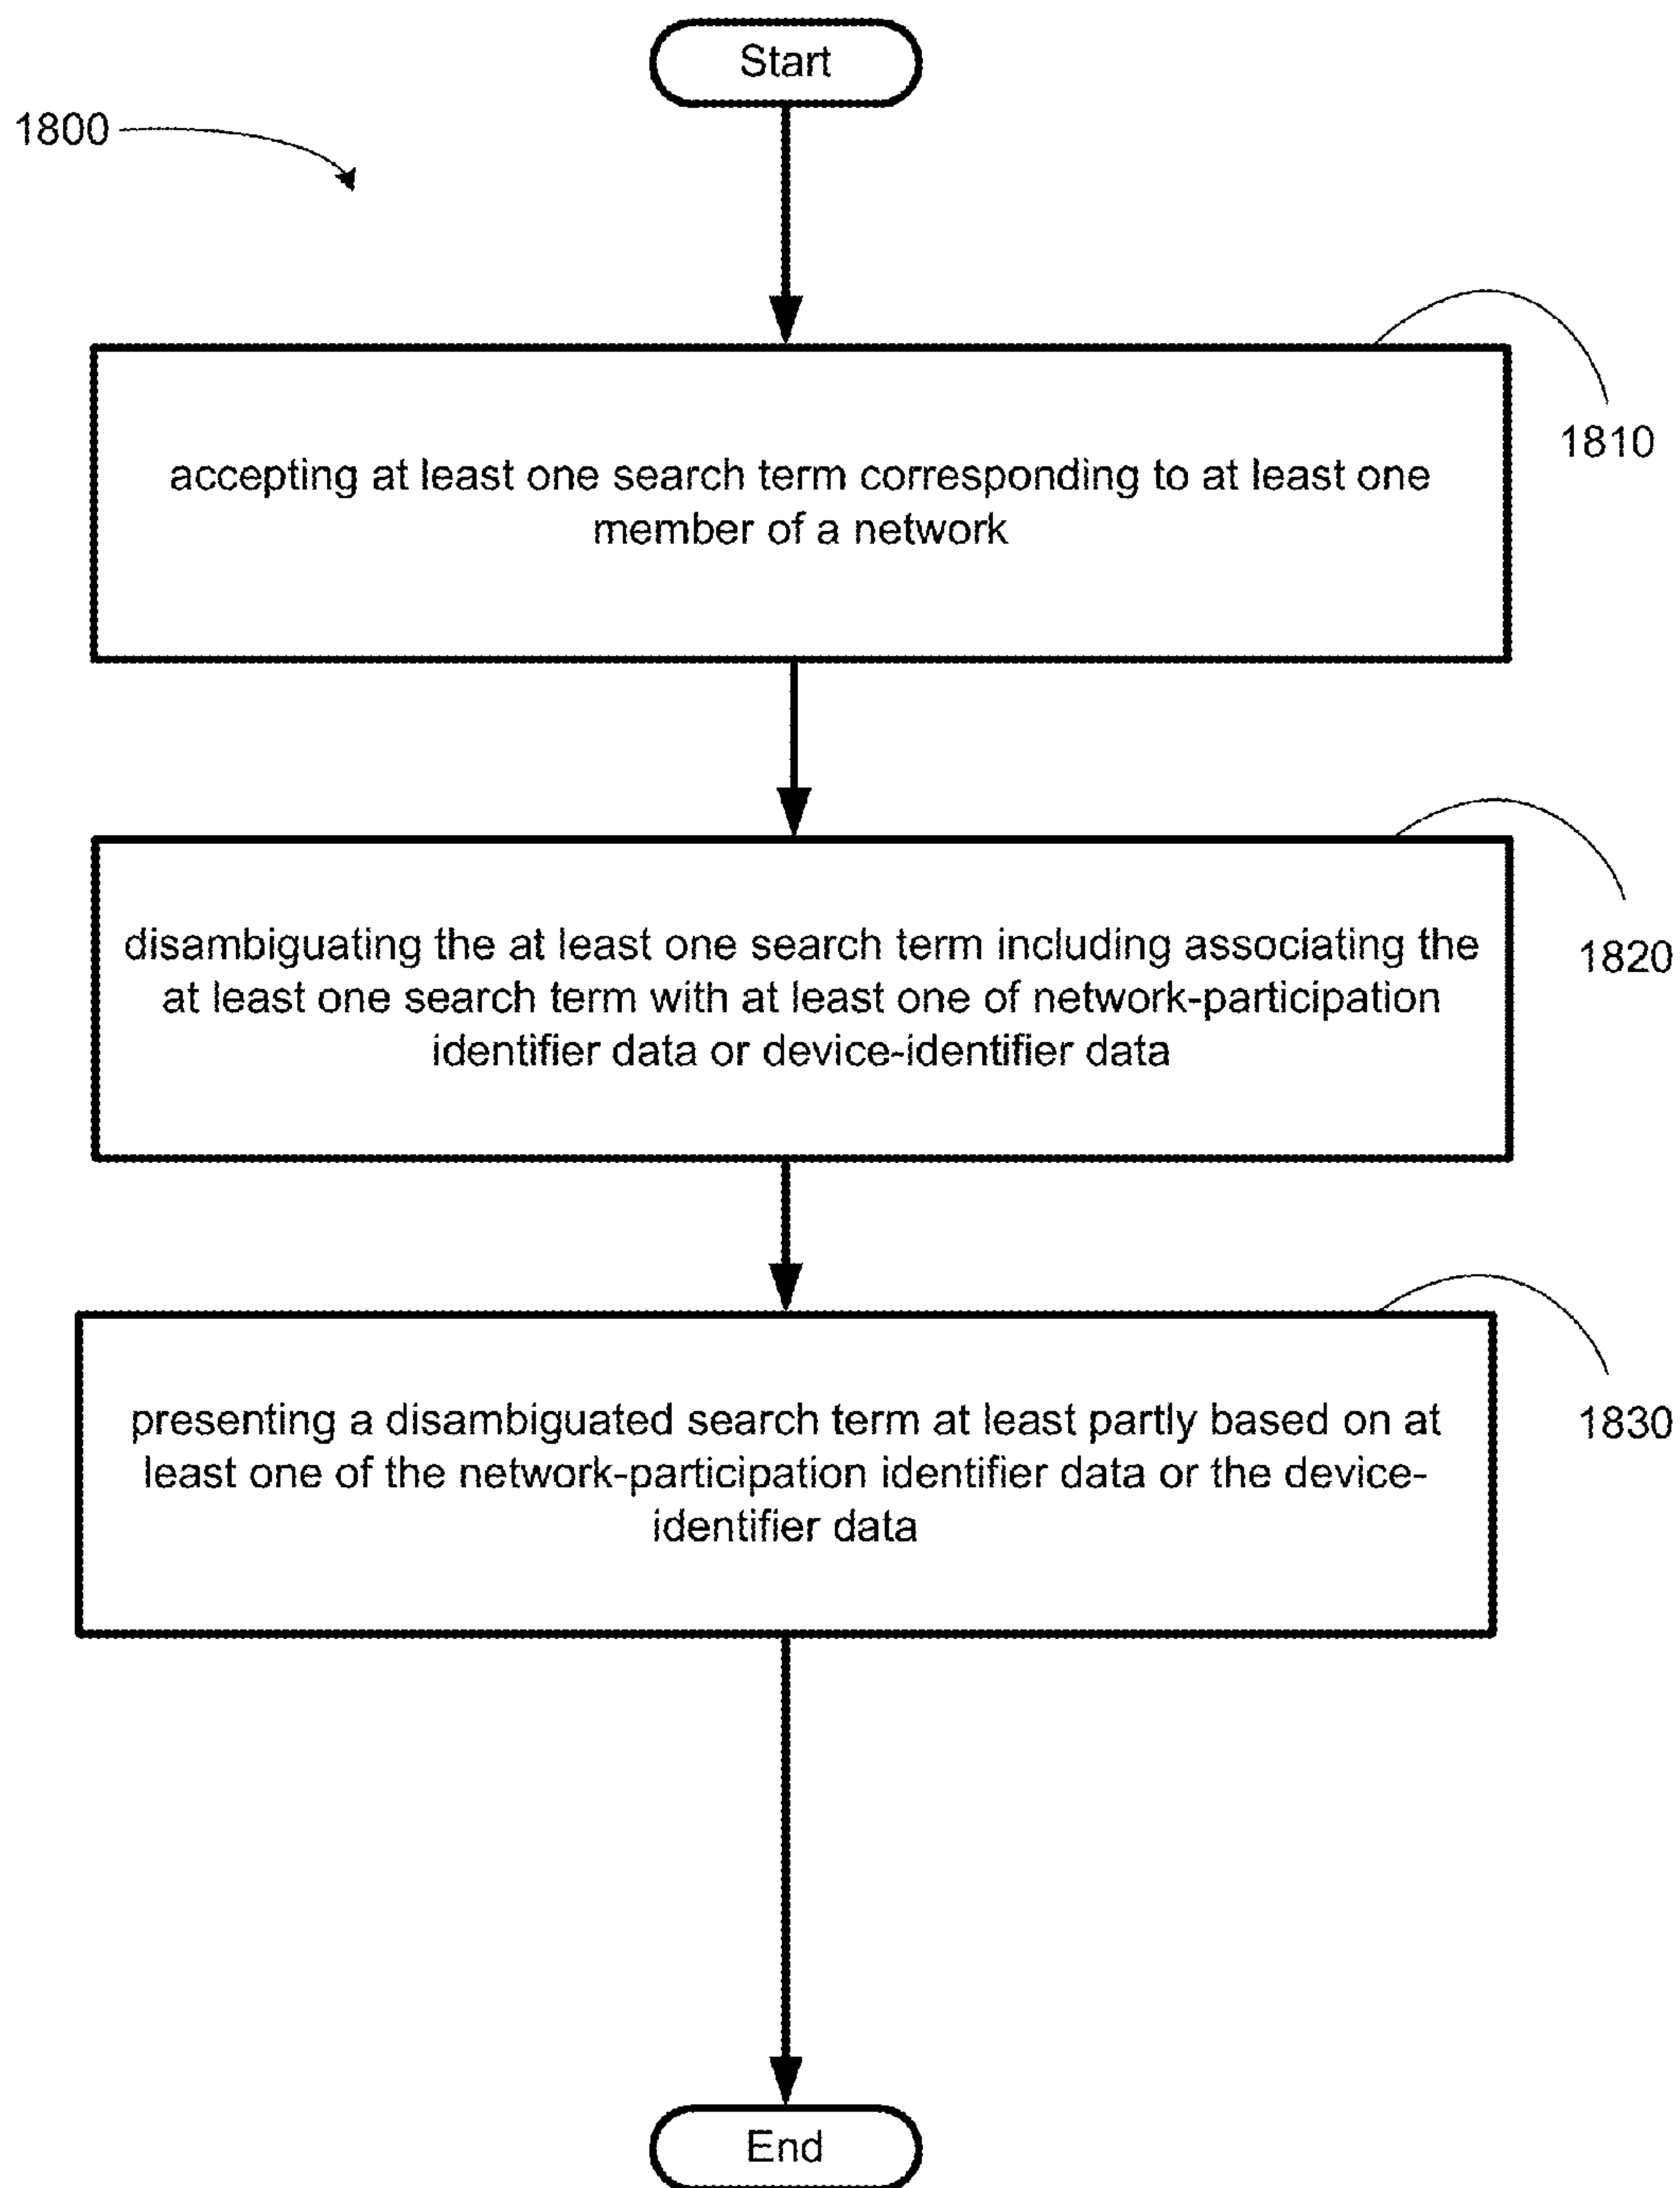 Start
1800
1810
accepting at least one search term corresponding to at least one
member of a network
1820
disambiguating the at least one search term including associating the
at least one search term with at least one of network-participation
identifier data or device-identifier data
1830
presenting a disambiguated search term at least partly based on at
least one of the network-participation identifier data or the device-
identifier data
End